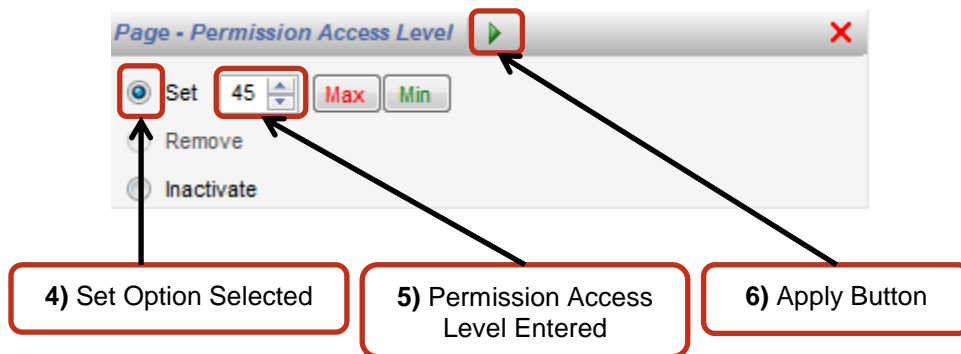 Page - Permission Access Level
Set 45 Max Min
Remove
Inactivate
4) Set Option Selected
5) Permission Access
Level Entered
6) Apply Button